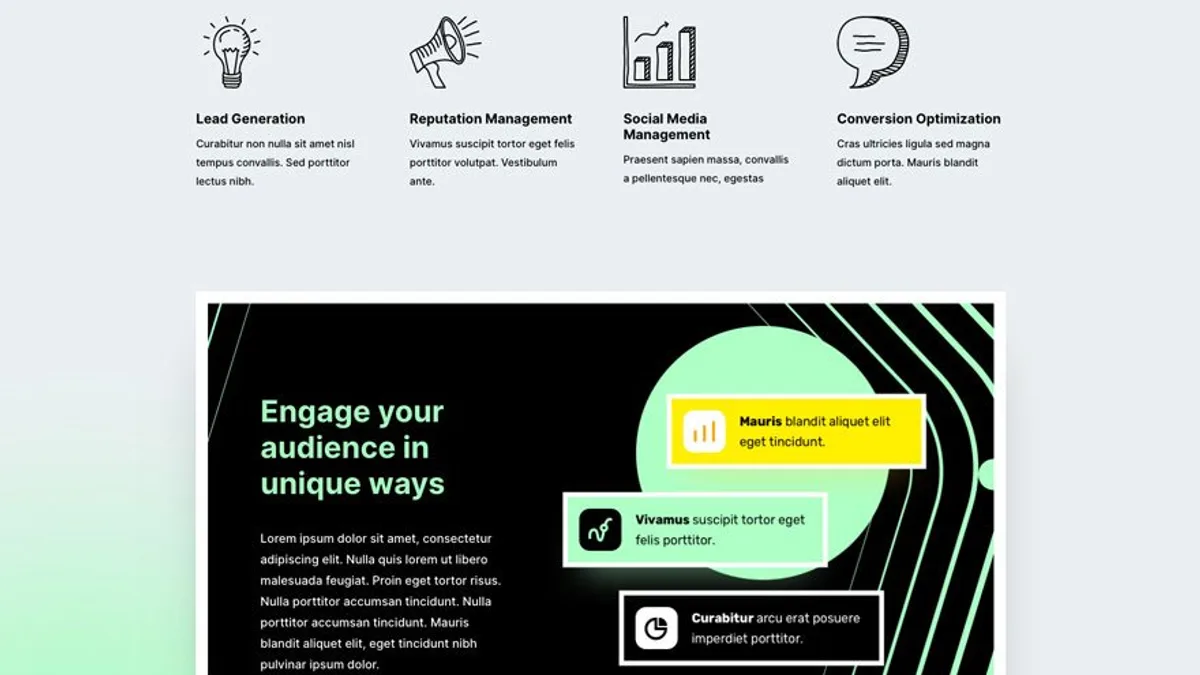 Lead Generation
Curabitur non nulla sit amet nisl
tempus convallis. Sed porttitor
lectus nibh.
Reputation Management
Vivamus suscipit tortor eget felis
porttitor volutpat. Vestibulum
ante.
Social Media
Management
Praesent sapien massa, convallis
a pellentesque nec, egestas
Conversion Optimization
Cras ultricies ligula sed magna
dictum porta. Mauris blandit
aliquet elit.
Engage your
audience in
unique ways
Lorem ipsum dolor sit amet, consectetur
adipiscing elit. Nulla quis lorem ut libero
malesuada feugiat. Proin eget tortor risus.
Nulla porttitor accumsan tincidunt. Nulla
porttitor accumsan tincidunt. Mauris
blandit aliquet elit, eget tincidunt nibh
pulvinar ipsum dolor.
Mauris blandit aliquet elit
eget tincidunt.
Vivamus suscipit tortor eget
felis porttitor.
Curabitur arcu erat posuere
imperdiet porttitor.